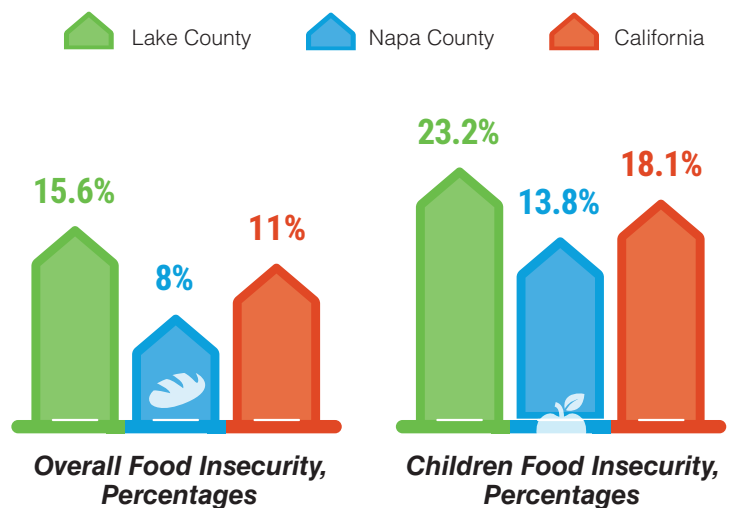 Lake County
Napa County
California
15.6%
8%
11%
Overall Food Insecurity,
Percentages
23.2%
13.8%
18.1%
Children Food Insecurity,
Percentages